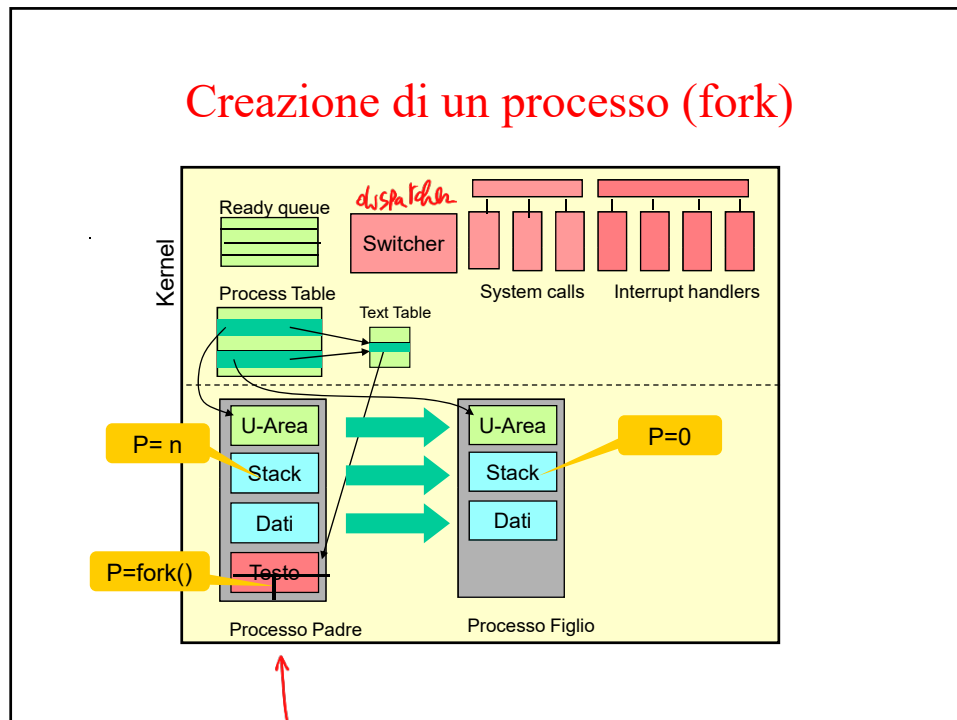 Creazione di un processo (fork)
dispatcher
Ready queue
Switcher
Kernel
System calls
Interrupt handlers
Process Table
Text Table
U-Area
U-Area
P= n
P=0
Stack
Stack
Dati
Dati
P=fork()
Testo
Processo Padre
Processo Figlio